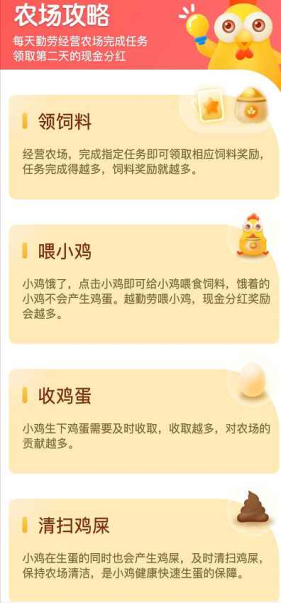 农场攻略
每天勤劳经营农场完成任务
领取第二天的现金分红
领饲料
经营农场，完成指定任务即可领取相应饲料奖励，
任务完成得越多，饲料奖励就越多。
喂小鸡
小鸡饿了，点击小鸡即可给小鸡喂食饲料，饿着的
小鸡不会产生鸡蛋。越勤劳喂小鸡，现金分红奖励
会越多。
收鸡蛋
小鸡生下鸡蛋需要及时收取，收取越多，对农场的
贡献越多。
清扫鸡屎
小鸡在生蛋的同时也会产生鸡屎，及时清扫鸡屎，
保持农场清洁，是小鸡健康快速生蛋的保障。